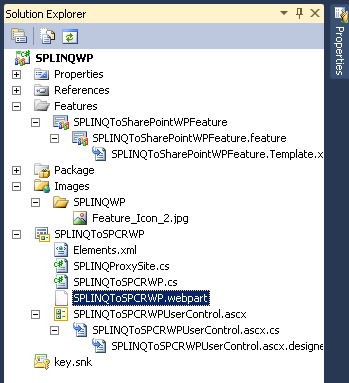 Solution Explorer
SPLINQWP
Properties
References
Features
SPLINQToSharePointWPFeature
SPLINQToSharePointWPFeature.feature
SPLINQToSharePointWPFeature.Template.x
Package
Images
SPLINQWP
Feature_Icon_2.jpg
SPLINQToSPCRWP
Elements.xml
SPLINQProxySite.cs
SPLINQToSPCRWP.cs
SPLINQToSPCRWP.webpart
SPLINQToSPCRWPUserControl.ascx
SPLINQToSPCRWPUserControl.ascx.cs
SPLINQToSPCRWPUserControl.ascx.designe
key.snk
Properties